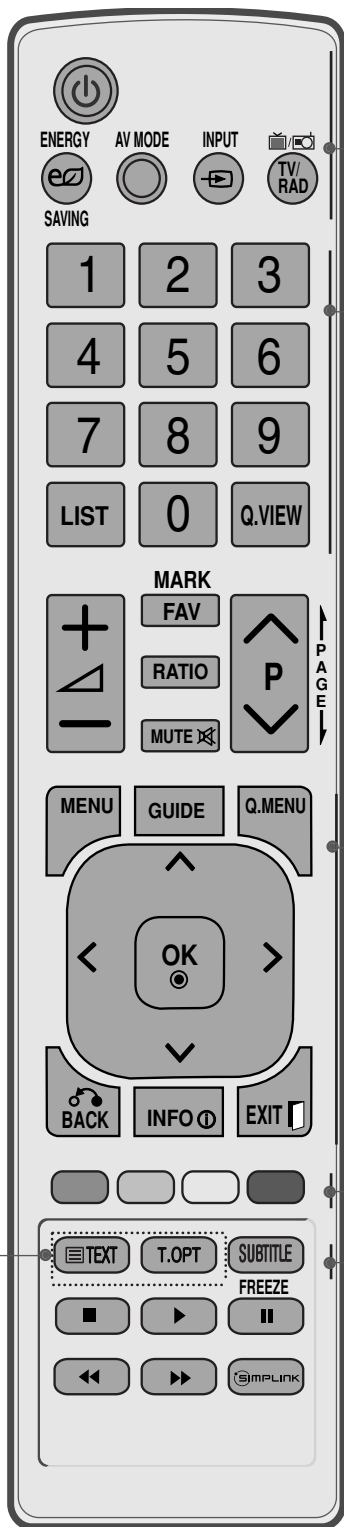 ENERGY AV MODE INPUT
TV/
RAD
SAVING
1 2 3
4 5 6
7 8 9
LIST 0 Q.VIEW
MARK
FAV
RATIO
P
PAGE
MUTE
MENU GUIDE Q.MENU
OK
BACK INFO EXIT
TEXT T.OPT SUBTITLE
FREEZE
SIMPLINK